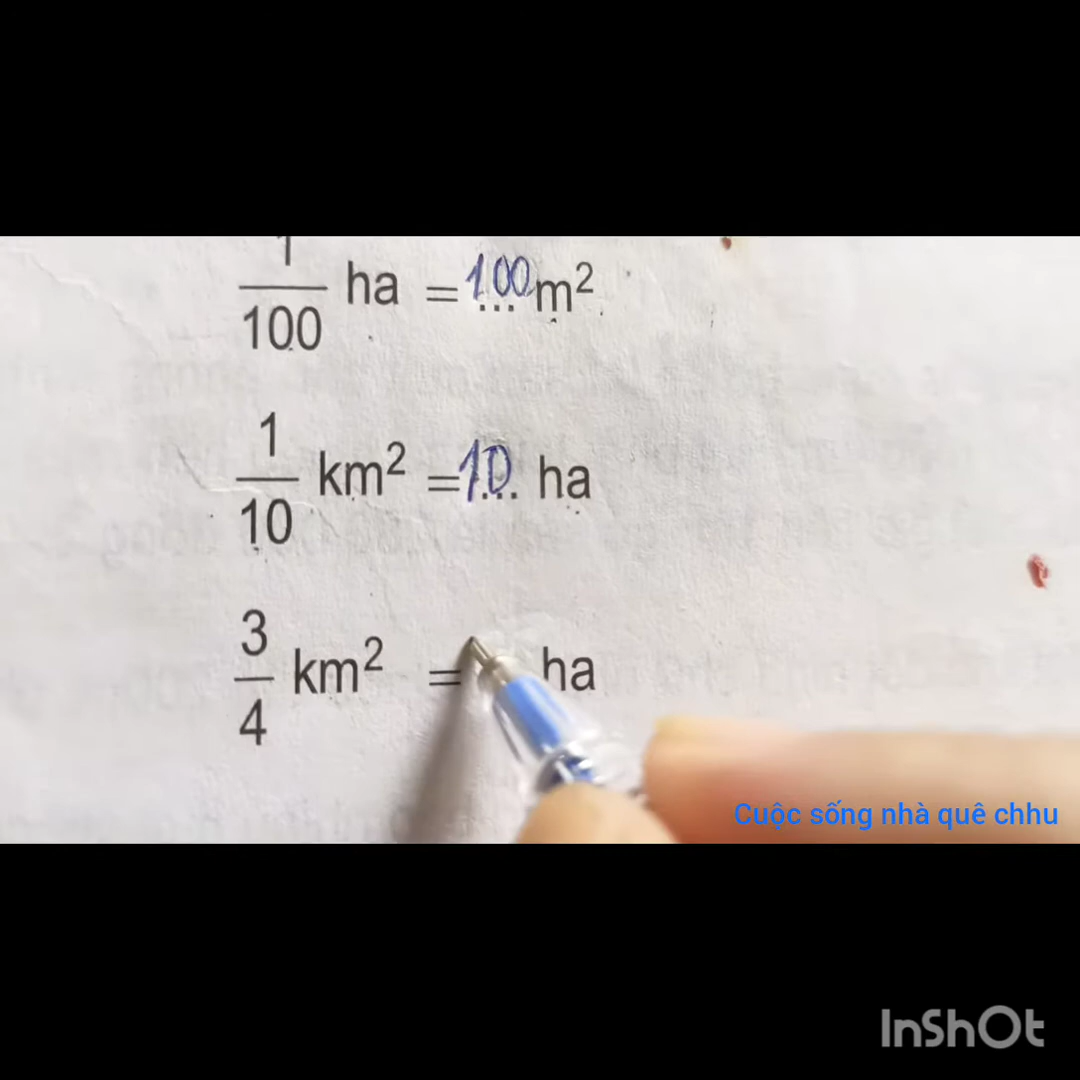 1/100 ha = 100 m²
1/10 km² = 10 ha
3/4 km² = ha
Cuộc sống nhà quê chhu
InShOt